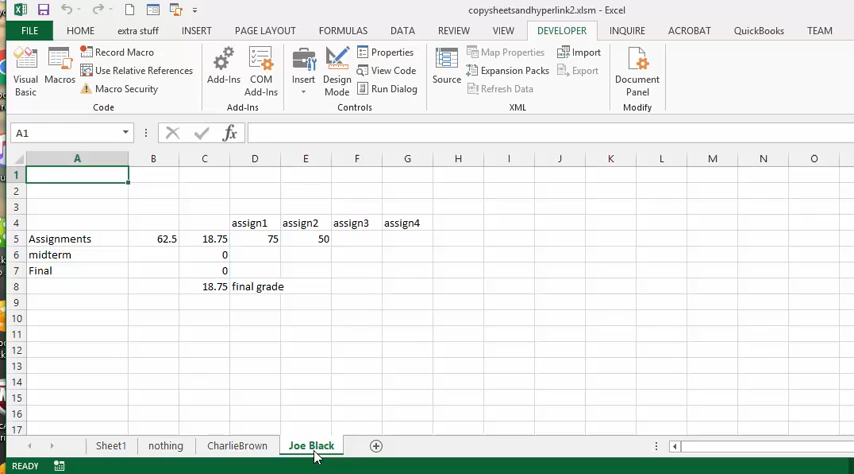 copysheetsandhyperlink2.xlsm - Excel
FILE HOME extra stuff INSERT PAGE LAYOUT FORMULAS DATA REVIEW VIEW DEVELOPER INQUIRE ACROBAT QuickBooks TEAM
Visual Basic
Macros
Record Macro
Use Relative References
Macro Security
Code
Add-Ins
COM Add-Ins
Add-Ins
Insert
Design Mode
Properties
View Code
Run Dialog
Controls
Source
Map Properties
Expansion Packs
Refresh Data
Import
Export
XML
Document Panel
Modify
A1
fx
A B C D E F G H I J K L M N O
1
2
3
4 assign1 assign2 assign3 assign4
5 Assignments 62.5 18.75 75 50
6 midterm 0
7 Final 0
8 18.75 final grade
9
10
11
12
13
14
15
16
17
Sheet1 nothing CharlieBrown Joe Black
READY